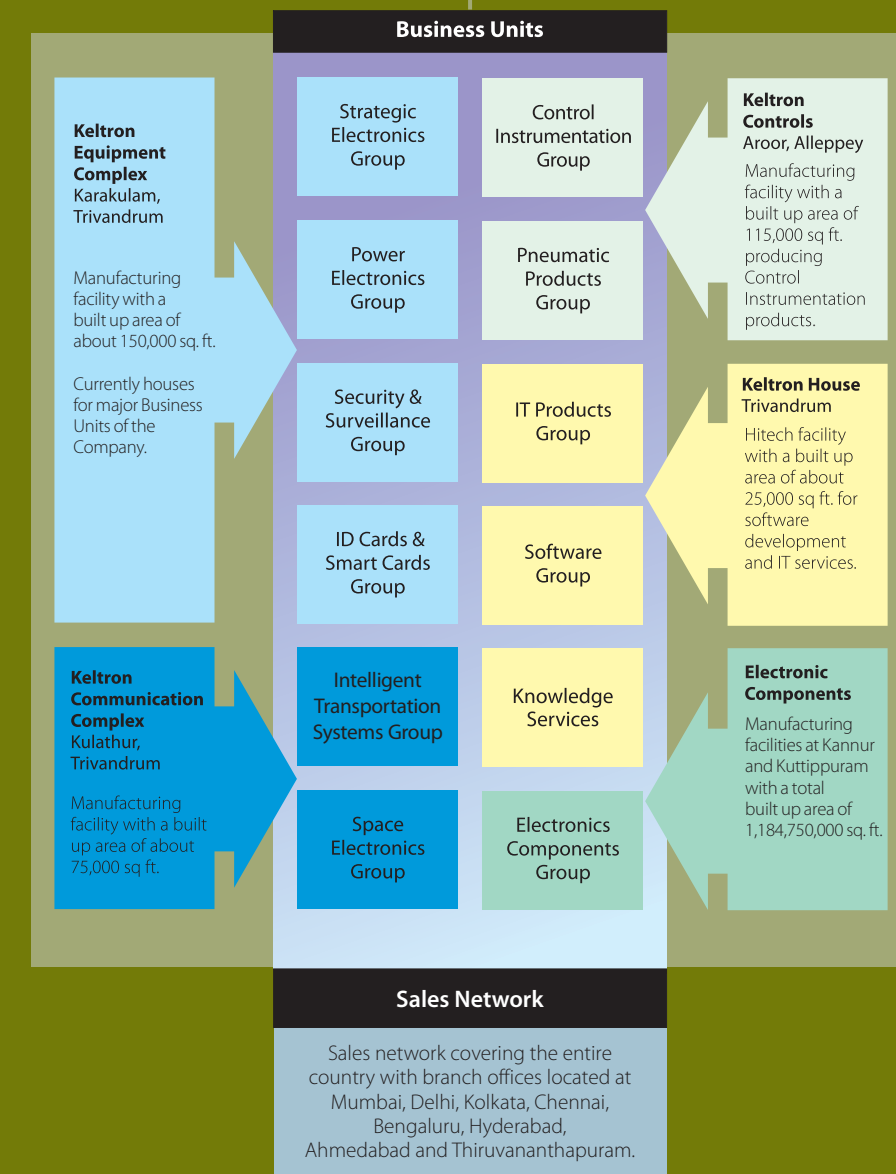 Business Units
Keltron
Equipment
Complex
Karakulam,
Trivandrum
Manufacturing
facility with a
built up area of
about 150,000 sq. ft.
Currently houses
for major Business
Units of the
Company.
Keltron
Communication
Complex
Kulathur,
Trivandrum
Manufacturing
facility with a built
up area of about
75,000 sq ft.
Strategic
Electronics
Group
Power
Electronics
Group
Security &
Surveillance
Group
ID Cards &
Smart Cards
Group
Intelligent
Transportation
Systems Group
Space
Electronics
Group
Control
Instrumentation
Group
Pneumatic
Products
Group
IT Products
Group
Software
Group
Knowledge
Services
Electronics
Components
Group
Keltron
Controls
Aroor, Alleppey
Manufacturing
facility with a
built up area of
115,000 sq ft.
producing
Control
Instrumentation
products.
Keltron House
Trivandrum
Hitech facility
with a built up
area of about
25,000 sq ft. for
software
development
and IT services.
Electronic
Components
Manufacturing
facilities at Kannur
and Kuttippuram
with a total
built up area of
1,184,750,000 sq. ft.
Sales Network
Sales network covering the entire
country with branch offices located at
Mumbai, Delhi, Kolkata, Chennai,
Bengaluru, Hyderabad,
Ahmedabad and Thiruvananthapuram.